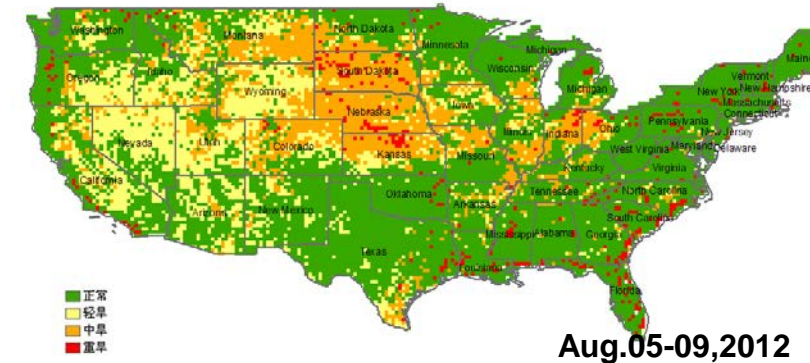 Washington
Montana
North Dakota
Minnesota
Michigan
Maine
Oregon
Idaho
South Dakota
Wisconsin
Vermont
New Hampshire
Wyoming
Michigan
New York
Massachusetts
Connecticut
Nebraska
Iowa
Pennsylvania
New Jersey
Nevada
Utah
Colorado
Kansas
Missouri
Illinois
Indiana
Ohio
West Virginia
Maryland
Delaware
California
Kentucky
Virginia
Arizona
New Mexico
Oklahoma
Arkansas
Tennessee
North Carolina
South Carolina
Texas
Mississippi
Alabama
Georgia
Louisiana
Florida
正常
轻旱
中旱
重旱
Aug.05-09,2012